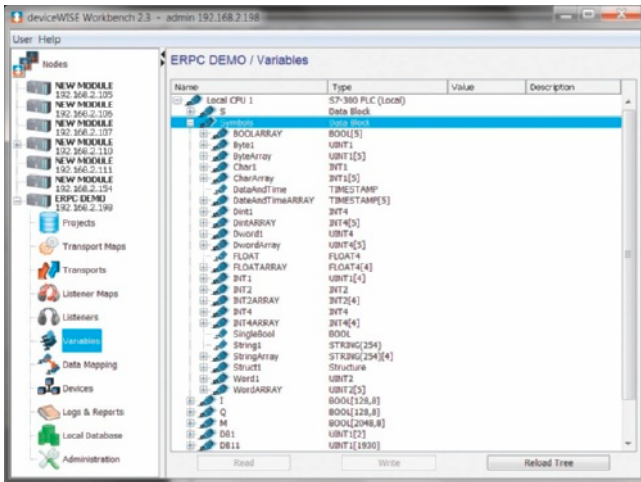 deviceWISE Workbench 2.3 - admin 192.168.2.198
User Help
Nodes
NEW MODULE
192.168.2.105
NEW MODULE
192.168.2.106
NEW MODULE
192.168.2.107
NEW MODULE
192.168.2.110
NEW MODULE
192.168.2.111
NEW MODULE
192.168.2.154
ERPC DEMO
192.168.2.198
Projects
Transport Maps
Transports
Listener Maps
Listeners
Variables
Data Mapping
Devices
Logs & Reports
Local Database
Administration
ERPC DEMO / Variables
Name Type Value Description
Local CPU 1 S7-300 PLC (Local)
S Data Block
Symbols Data Block
BOOLARRAY BOOL[5]
Byte1 UINT1
ByteArray UINT1[5]
Char1 INT1
CharArray INT1[5]
DateAndTime TIMESTAMP
DateAndTimeARRAY TIMESTAMP[5]
Dint1 INT4
DintARRAY INT4[5]
Dword1 UINT4
DwordArray UINT4[5]
FLOAT FLOAT4
FLOATARRAY FLOAT4[4]
INT1 UINT1[4]
INT2 INT2
INT2ARRAY INT2[4]
INT4 INT4
INT4ARRAY INT4[4]
SingleBool BOOL
String1 STRING(254)
StringArray STRING(254)[4]
Struct1 Structure
Word1 UINT2
WordARRAY UINT2[5]
I BOOL[128,8]
Q BOOL[128,8]
M BOOL[2048,8]
DB1 UINT1[2]
DB11 UINT1[1930]
Read Write Reload Tree